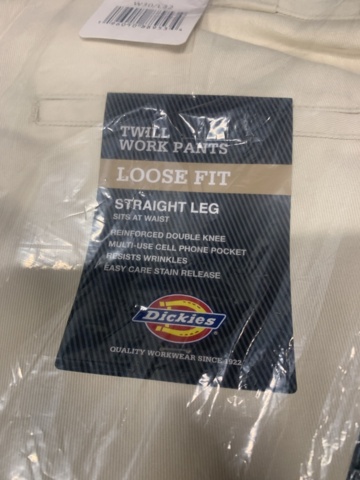 TWILL
WORK PANTS
LOOSE FIT
STRAIGHT LEG
SITS AT WAIST
REINFORCED DOUBLE KNEE
MULTI-USE CELL PHONE POCKET
RESISTS WRINKLES
EASY CARE STAIN RELEASE
Dickies
QUALITY WORKWEAR SINCE 1922